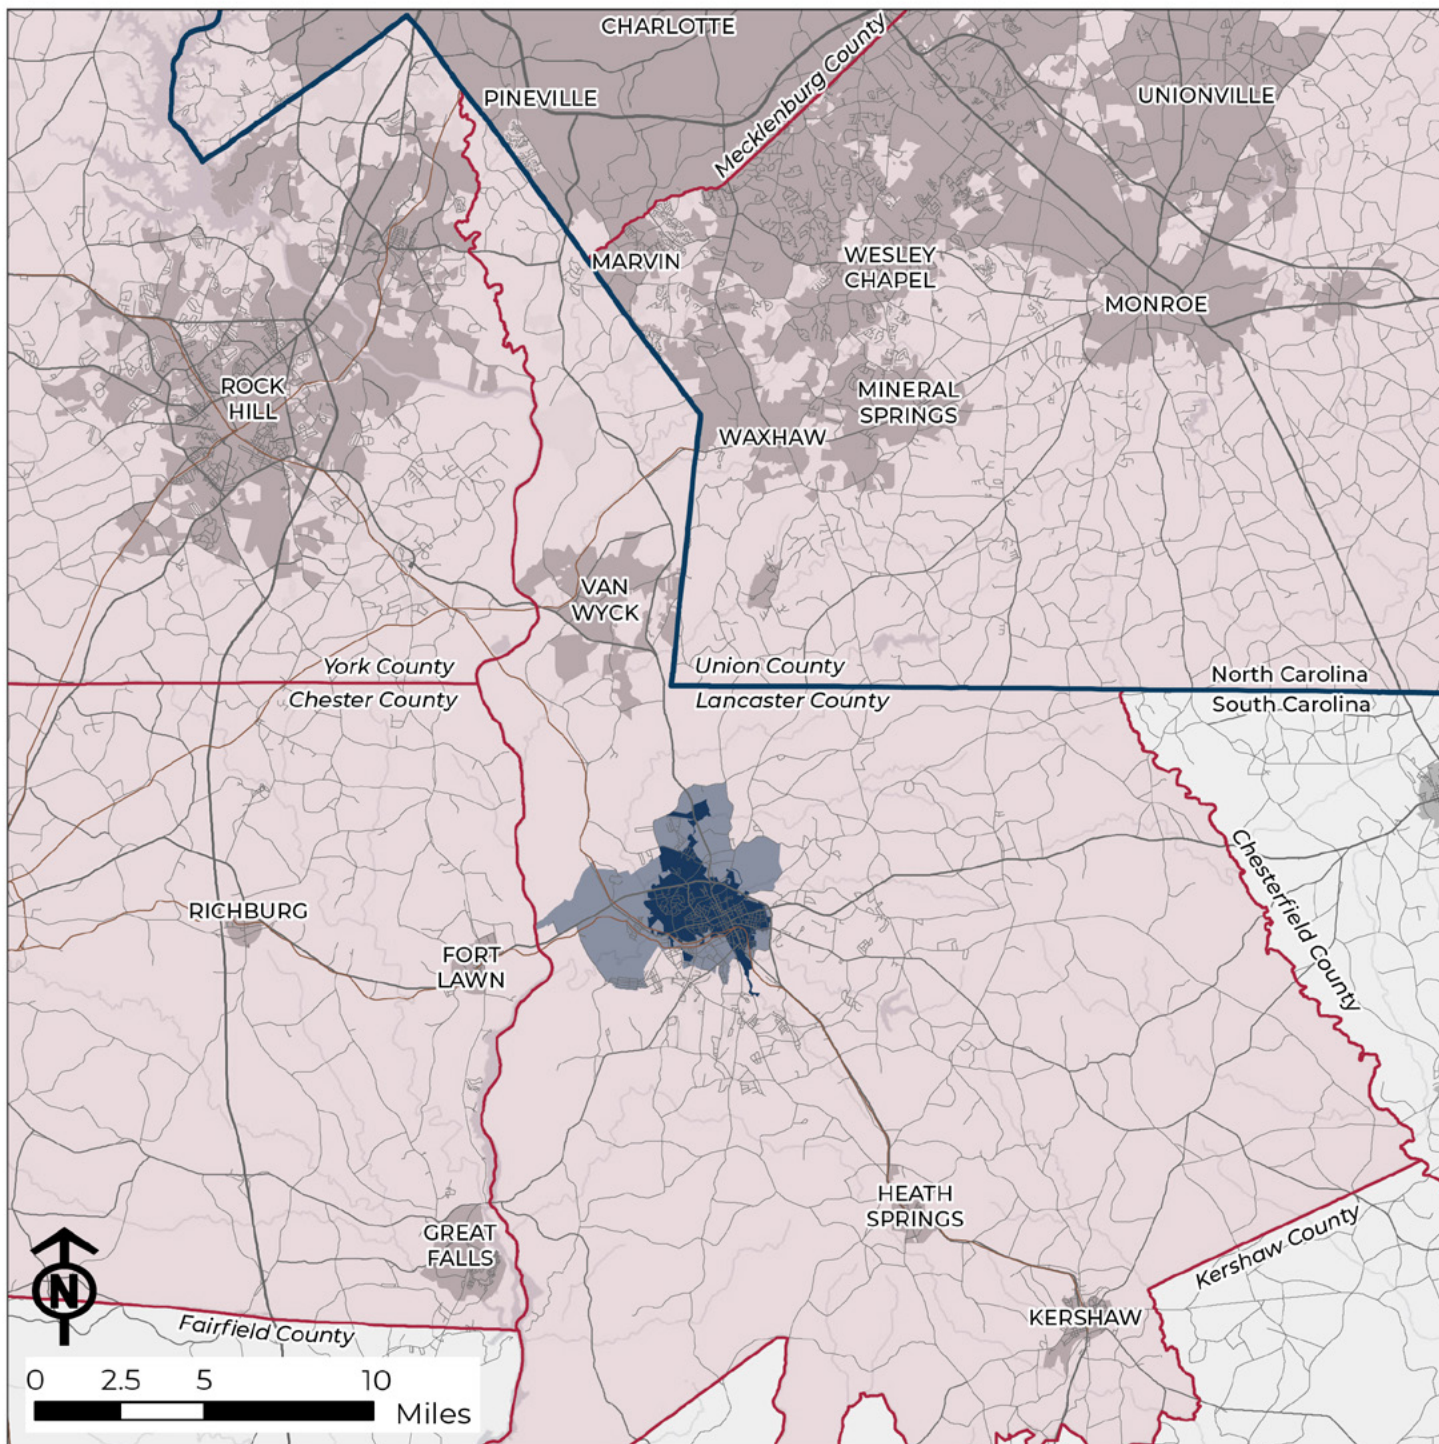 CHARLOTTE
Mecklenburg County
PINEVILLE
UNIONVILLE
MARVIN
WESLEY
CHAPEL
MONROE
ROCK
HILL
MINERAL
SPRINGS
WAXHAW
VAN
WYCK
York County
Chester County
Union County
Lancaster County
North Carolina
South Carolina
Chesterfield County
RICHBURG
FORT
LAWN
HEATH
SPRINGS
Kershaw County
GREAT
FALLS
N
KERSHAW
Fairfield County
0 2.5 5 10
Miles